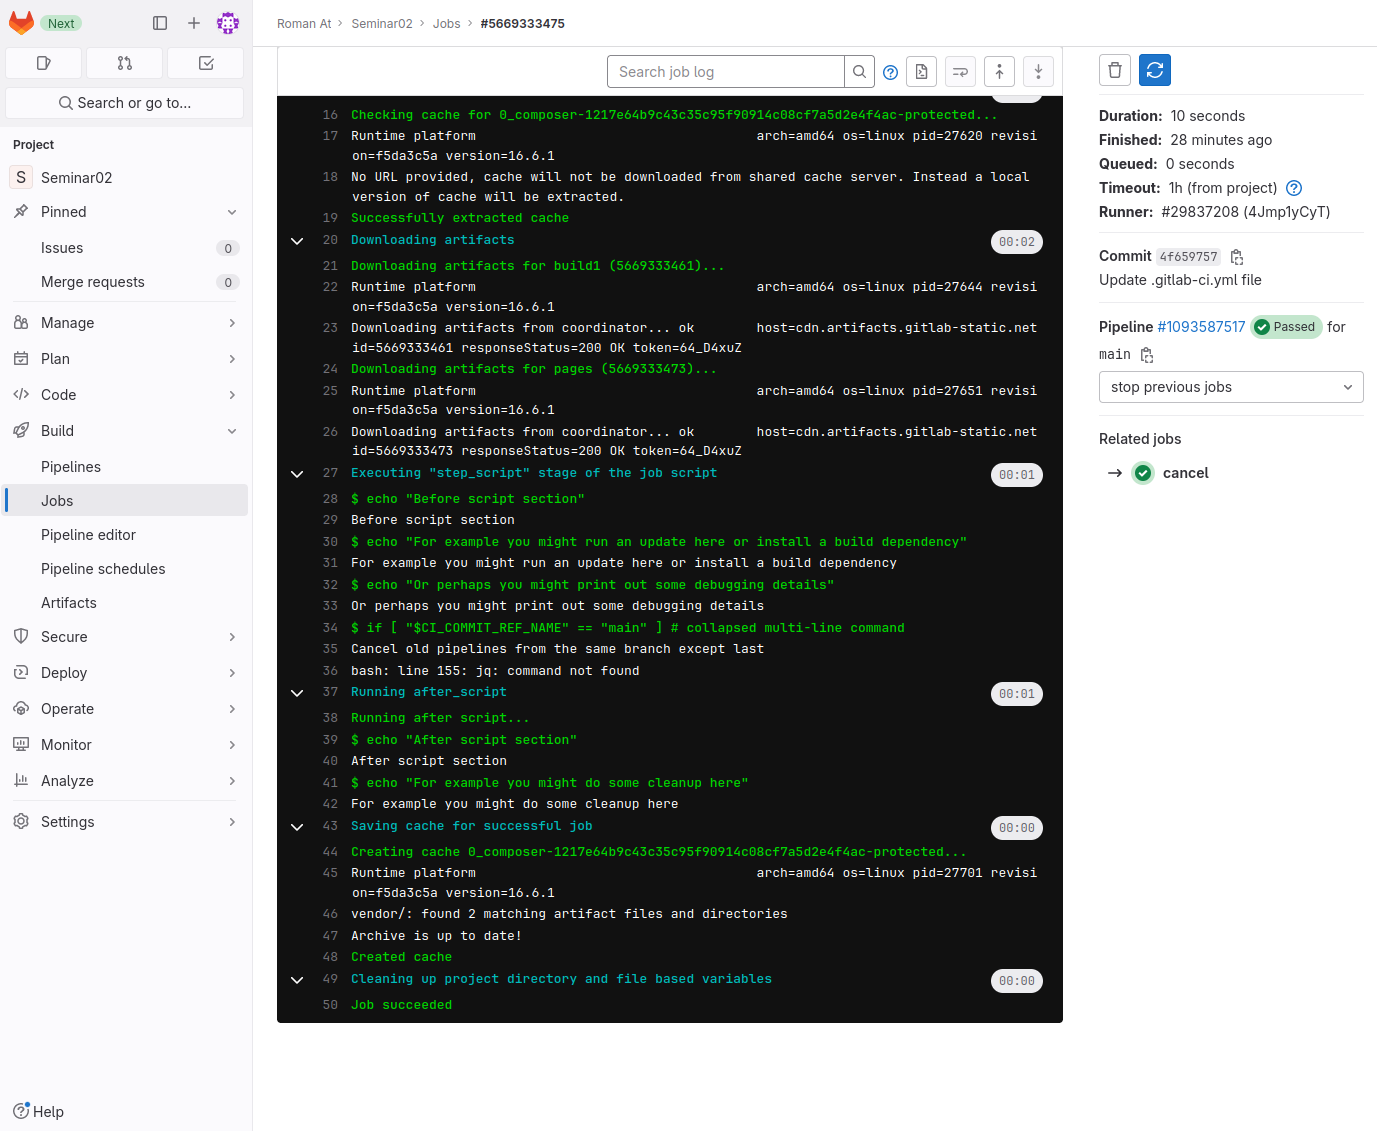 Next
Search or go to...
Project
S Seminar02
Pinned
Issues 0
Merge requests 0
Manage
Plan
Code
Build
Pipelines
Jobs
Pipeline editor
Pipeline schedules
Artifacts
Secure
Deploy
Operate
Monitor
Analyze
Settings
Help
Roman At > Seminar02 > Jobs > #5669333475
Search job log
16 Checking cache for 0_composer-1217e64b9c43c35c95f90914c08cf7a5d2e4f4ac-protected...
17 Runtime platform arch=amd64 os=linux pid=27620 revisi
on=f5da3c5a version=16.6.1
18 No URL provided, cache will not be downloaded from shared cache server. Instead a local
version of cache will be extracted.
19 Successfully extracted cache
20 Downloading artifacts 00:02
21 Downloading artifacts for build1 (5669333461)...
22 Runtime platform arch=amd64 os=linux pid=27644 revisi
on=f5da3c5a version=16.6.1
23 Downloading artifacts from coordinator... ok host=cdn.artifacts.gitlab-static.net
id=5669333461 responseStatus=200 OK token=64_D4xuZ
24 Downloading artifacts for pages (5669333473)...
25 Runtime platform arch=amd64 os=linux pid=27651 revisi
on=f5da3c5a version=16.6.1
26 Downloading artifacts from coordinator... ok host=cdn.artifacts.gitlab-static.net
id=5669333473 responseStatus=200 OK token=64_D4xuZ
27 Executing "step_script" stage of the job script 00:01
28 $ echo "Before script section"
29 Before script section
30 $ echo "For example you might run an update here or install a build dependency"
31 For example you might run an update here or install a build dependency
32 $ echo "Or perhaps you might print out some debugging details"
33 Or perhaps you might print out some debugging details
34 $ if [ "$CI_COMMIT_REF_NAME" == "main" ] # collapsed multi-line command
35 Cancel old pipelines from the same branch except last
36 bash: line 155: jq: command not found
37 Running after_script 00:01
38 Running after script...
39 $ echo "After script section"
40 After script section
41 $ echo "For example you might do some cleanup here"
42 For example you might do some cleanup here
43 Saving cache for successful job 00:00
44 Creating cache 0_composer-1217e64b9c43c35c95f90914c08cf7a5d2e4f4ac-protected...
45 Runtime platform arch=amd64 os=linux pid=27701 revisi
on=f5da3c5a version=16.6.1
46 vendor/: found 2 matching artifact files and directories
47 Archive is up to date!
48 Created cache
49 Cleaning up project directory and file based variables 00:00
50 Job succeeded
Duration: 10 seconds
Finished: 28 minutes ago
Queued: 0 seconds
Timeout: 1h (from project)
Runner: #29837208 (4Jmp1yCyT)
Commit 4f659757
Update .gitlab-ci.yml file
Pipeline #1093587517 Passed for
main
stop previous jobs
Related jobs
cancel